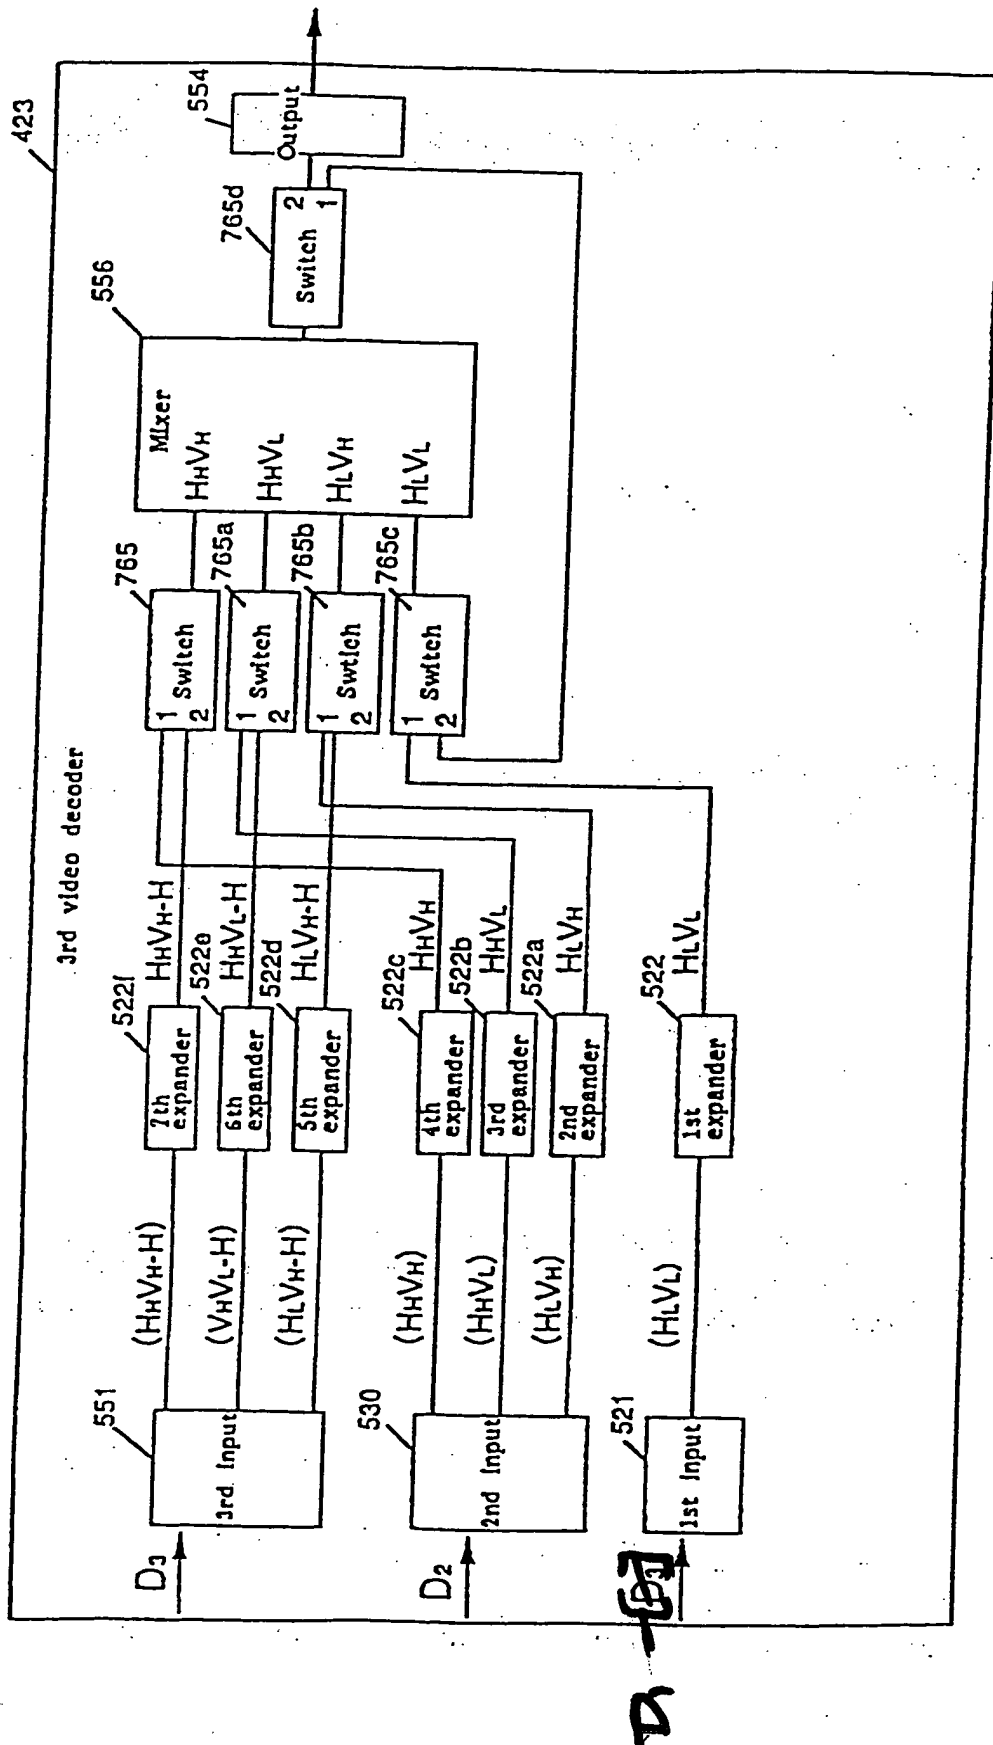 423
3rd video decoder
D3
551
3rd. Input
(HHVH-H)
(VHVL-H)
(HLVH-H)
522f
7th expander
HHVH-H
522e
6th expander
HHVL-H
522d
5th expander
HLVH-H
D2
530
2nd Input
(HHVH)
(HHVL)
(HLVH)
522c
4th expander
HHVH
522b
3rd expander
HHVL
522a
2nd expander
HLVH
D1
[D3]
521
1st Input
(HLVL)
522
1st expander
HLVL
765
1
2
Switch
765a
1
2
Switch
765b
1
2
Swtich
765c
1
2
Switch
556
Mixer
HHVH
HHVL
HLVH
HLVL
765d
Switch
2
1
554
Output